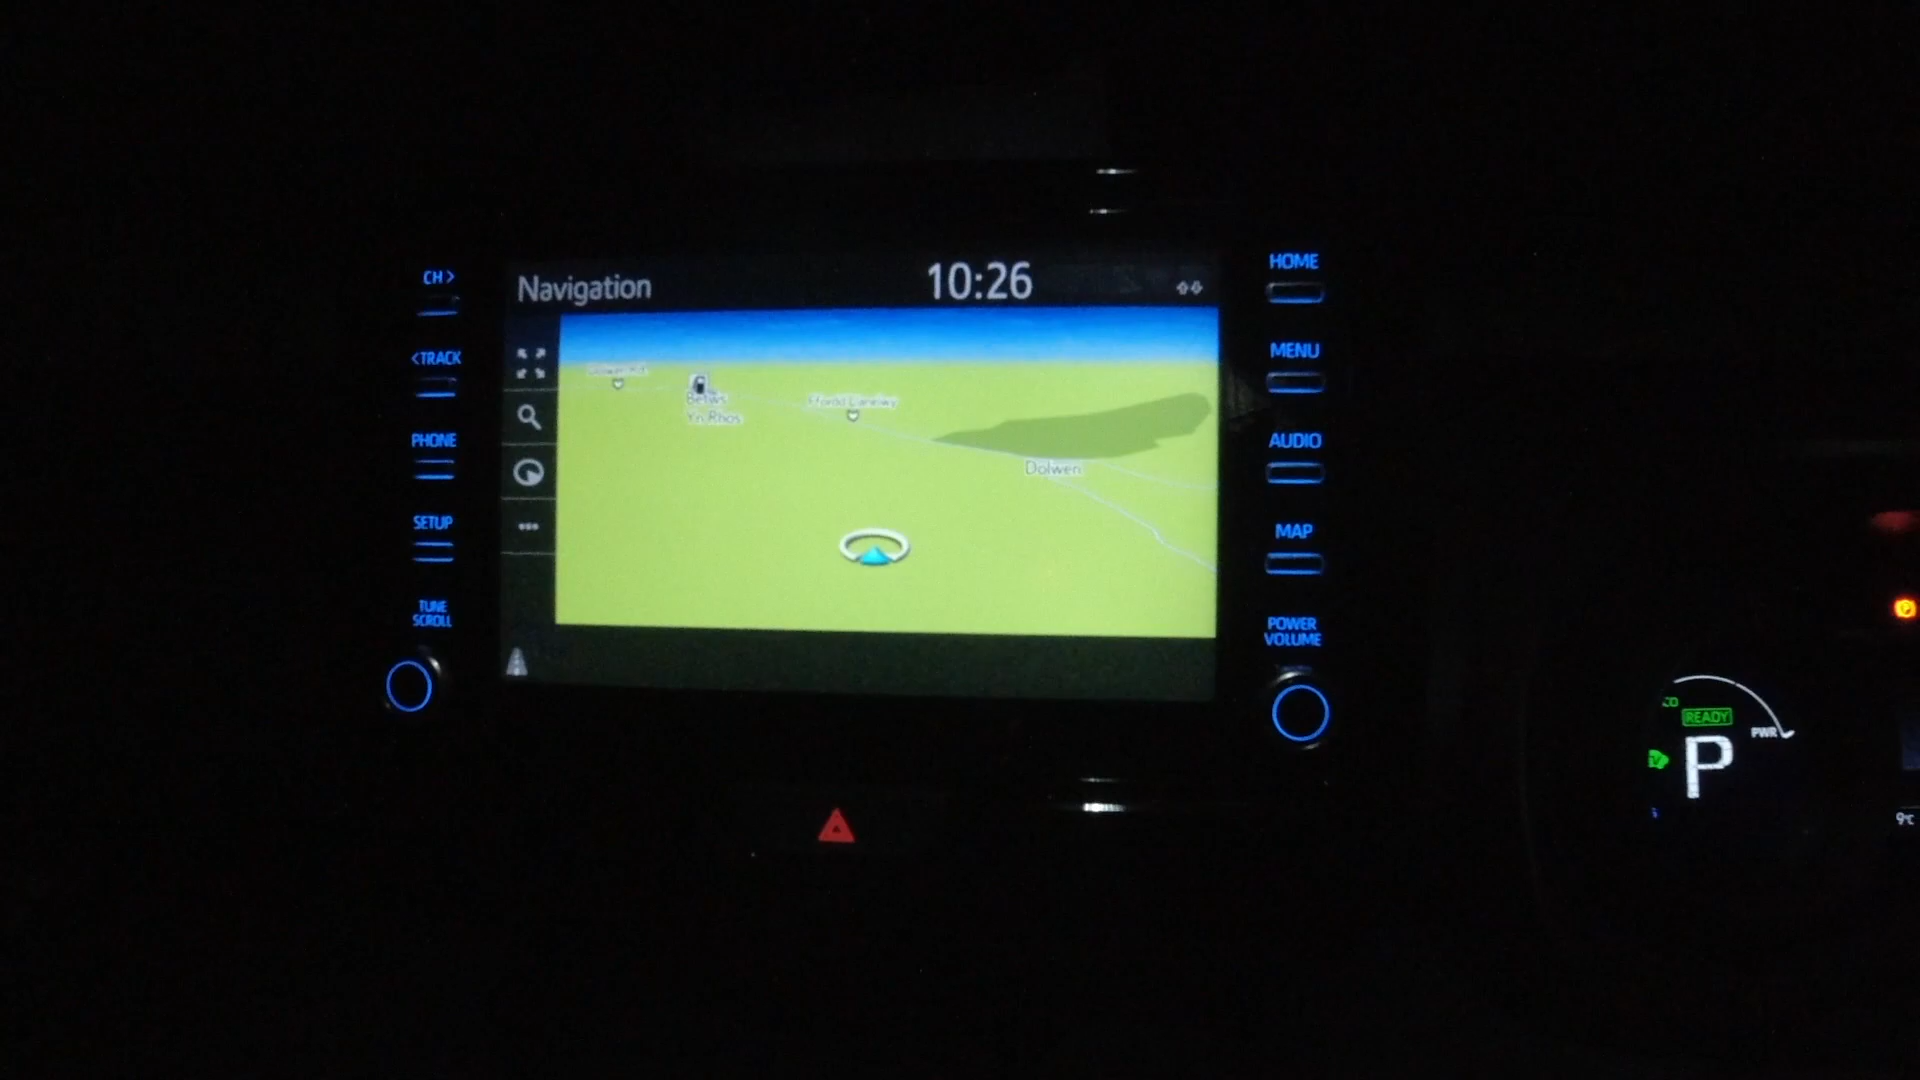 CH>
<TRACK
PHONE
SETUP
TUNE
SCROLL
Navigation
10:26
Betws
Yn Rhos
Dolwen
HOME
MENU
AUDIO
MAP
POWER
VOLUME
READY
PWR
P
9°C